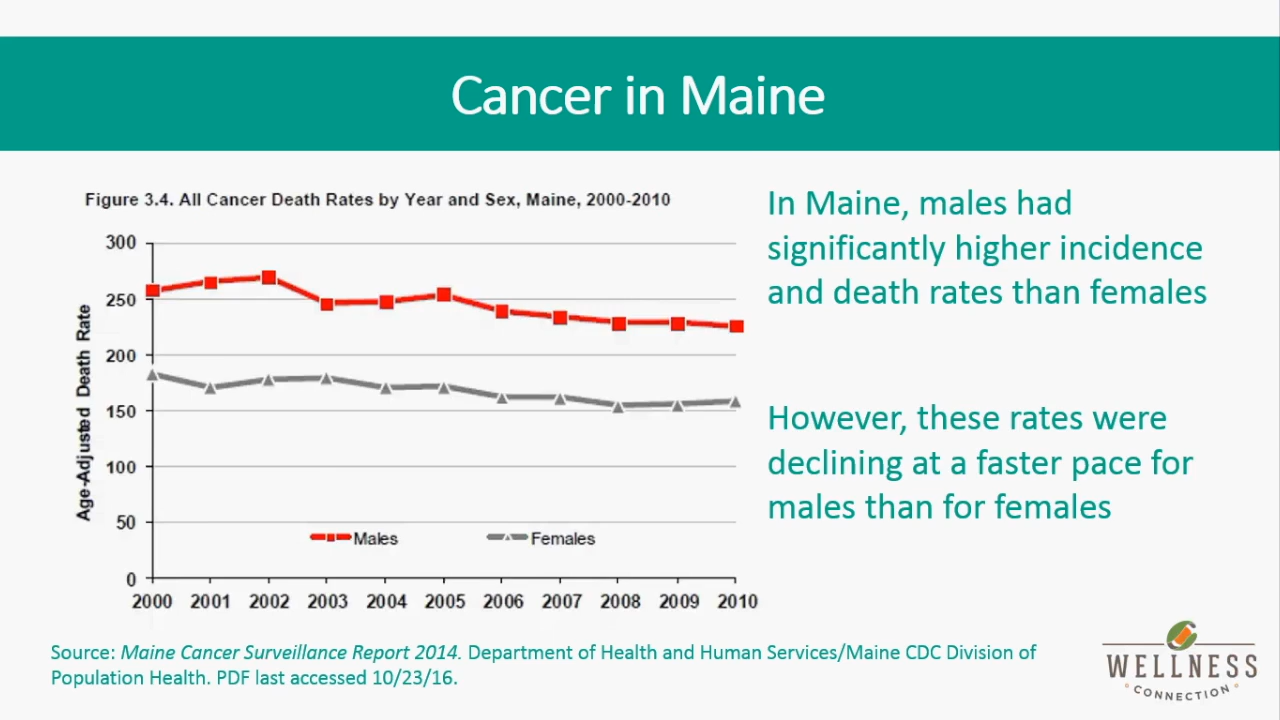 Cancer in Maine
Figure 3.4. All Cancer Death Rates by Year and Sex, Maine, 2000-2010
Age-Adjusted Death Rate
300
250
200
150
100
50
0
Males Females
2000 2001 2002 2003 2004 2005 2006 2007 2008 2009 2010
In Maine, males had
significantly higher incidence
and death rates than females
However, these rates were
declining at a faster pace for
males than for females
Source: Maine Cancer Surveillance Report 2014. Department of Health and Human Services/Maine CDC Division of
Population Health. PDF last accessed 10/23/16.
WELLNESS
CONNECTION